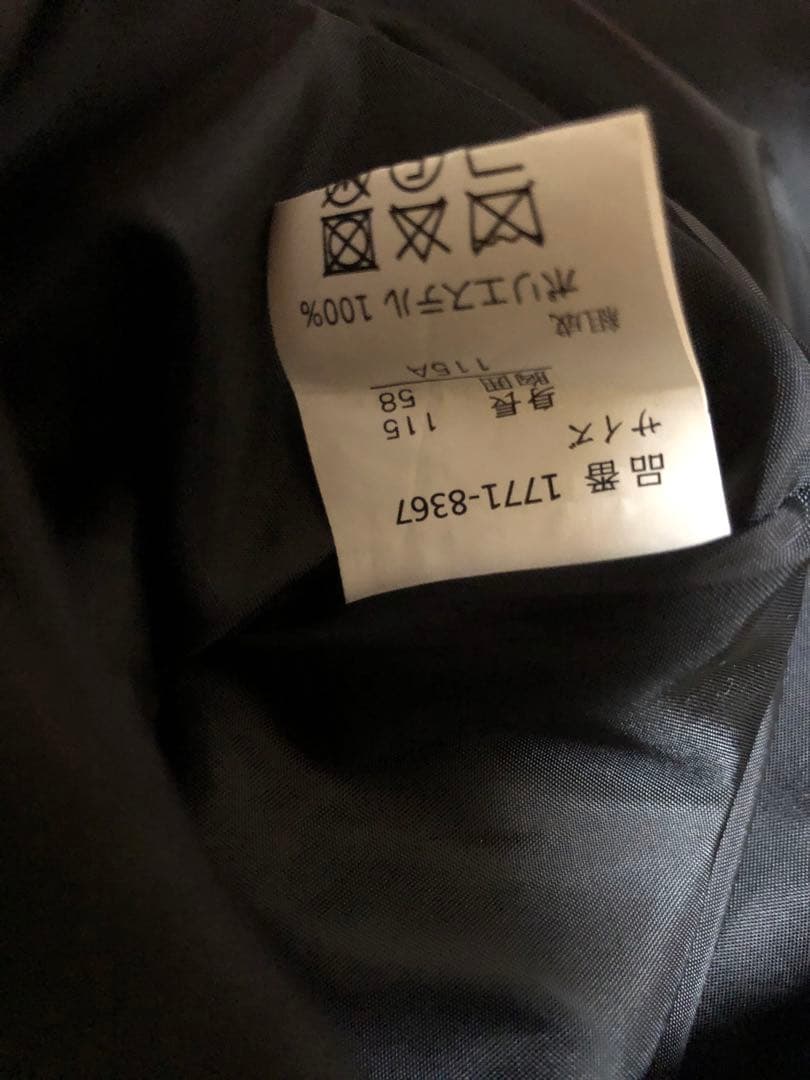 品番 1771-8367
サイズ
身長 115
胸囲 58
115A
組成
ポリエステル 100%